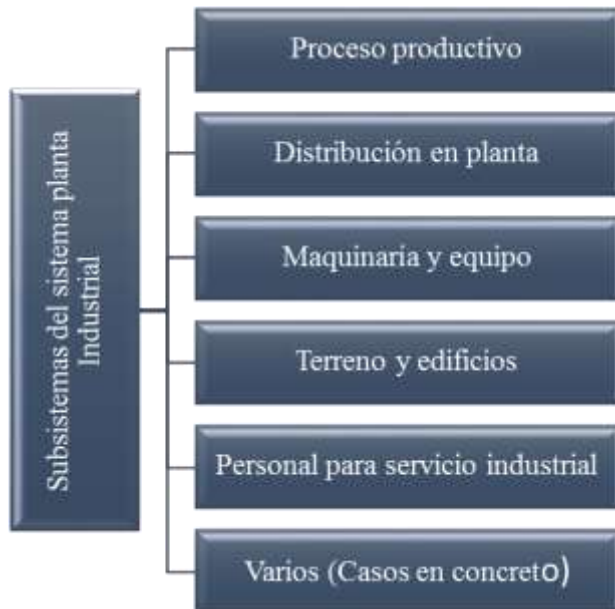 Subsistemas del sistema planta
Industrial
Proceso productivo
Distribución en planta
Maquinaria y equipo
Terreno y edificios
Personal para servicio industrial
Varios (Casos en concreto)